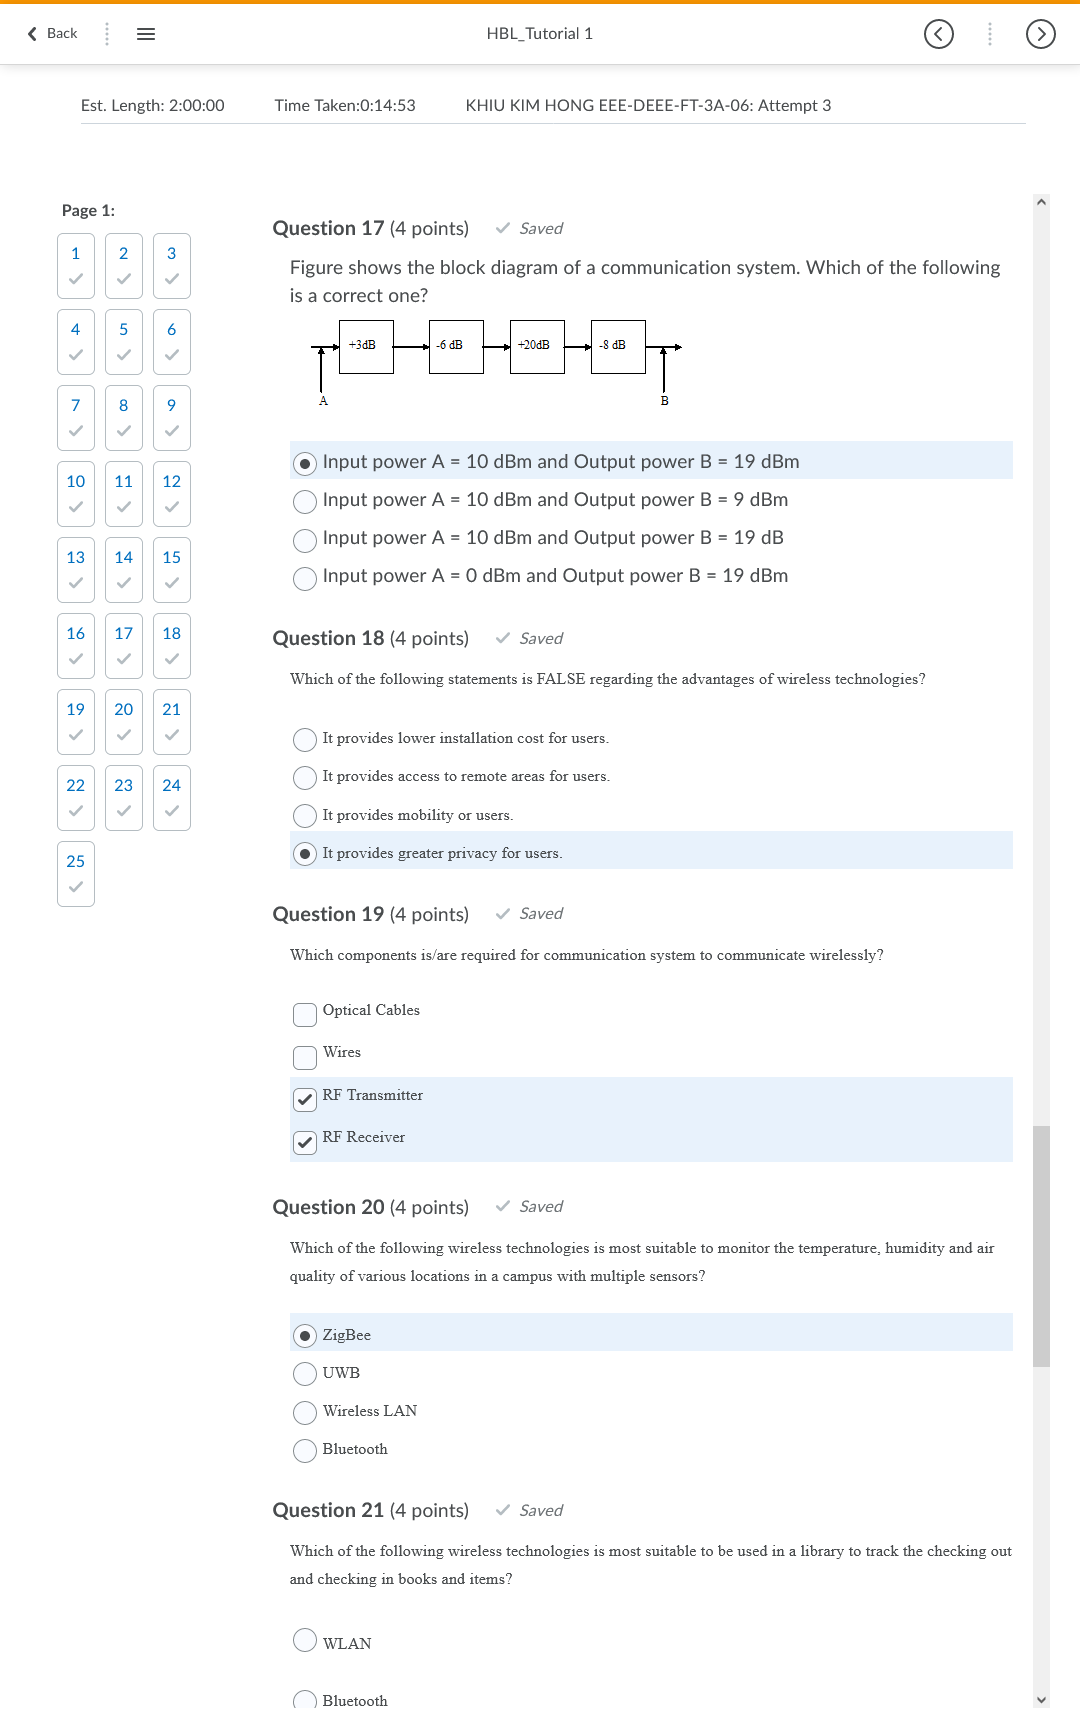 Back
HBL_Tutorial 1
Est. Length: 2:00:00 Time Taken:0:14:53 KHIU KIM HONG EEE-DEEE-FT-3A-06: Attempt 3
Page 1:
1 2 3
4 5 6
7 8 9
10 11 12
13 14 15
16 17 18
19 20 21
22 23 24
25
Question 17 (4 points) Saved
Figure shows the block diagram of a communication system. Which of the following
is a correct one?
+3dB -6 dB +20dB -8 dB
A B
Input power A = 10 dBm and Output power B = 19 dBm
Input power A = 10 dBm and Output power B = 9 dBm
Input power A = 10 dBm and Output power B = 19 dB
Input power A = 0 dBm and Output power B = 19 dBm
Question 18 (4 points) Saved
Which of the following statements is FALSE regarding the advantages of wireless technologies?
It provides lower installation cost for users.
It provides access to remote areas for users.
It provides mobility or users.
It provides greater privacy for users.
Question 19 (4 points) Saved
Which components is/are required for communication system to communicate wirelessly?
Optical Cables
Wires
RF Transmitter
RF Receiver
Question 20 (4 points) Saved
Which of the following wireless technologies is most suitable to monitor the temperature, humidity and air
quality of various locations in a campus with multiple sensors?
ZigBee
UWB
Wireless LAN
Bluetooth
Question 21 (4 points) Saved
Which of the following wireless technologies is most suitable to be used in a library to track the checking out
and checking in books and items?
WLAN
Bluetooth